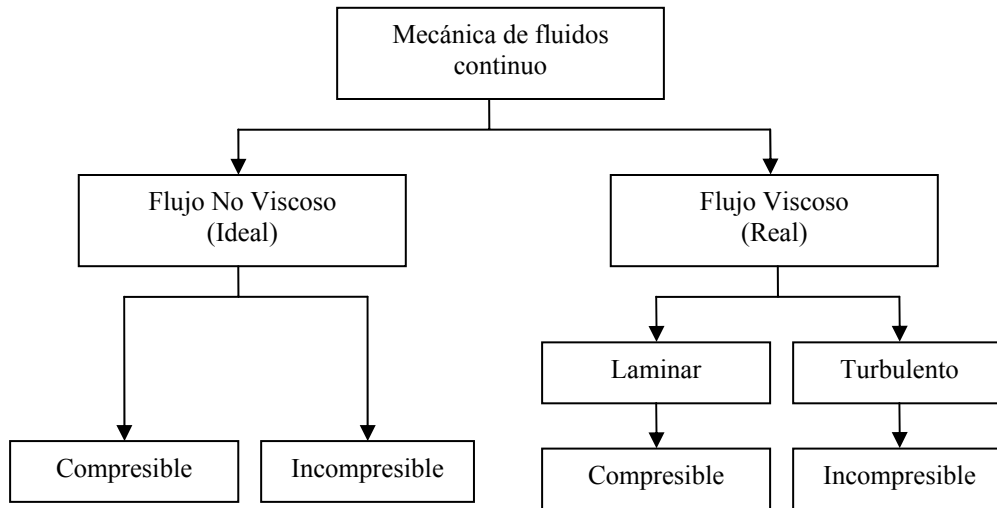 Mecánica de fluidos
continuo
Flujo No Viscoso
(Ideal)
Flujo Viscoso
(Real)
Laminar
Turbulento
Compresible
Incompresible
Compresible
Incompresible